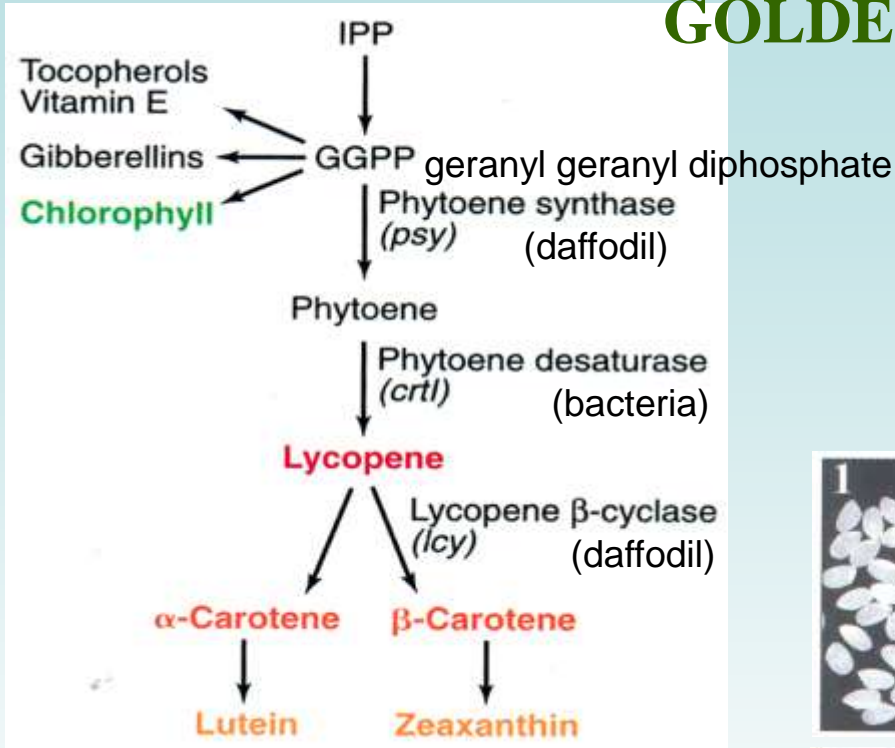 GOLDE
IPP
Tocopherols
Vitamin E
Gibberellins
GGPP geranyl geranyl diphosphate
Chlorophyll
Phytoene synthase
(psy) (daffodil)
Phytoene
Phytoene desaturase
(crtI) (bacteria)
Lycopene
Lycopene β-cyclase
(lcy) (daffodil)
α-Carotene β-Carotene
Lutein Zeaxanthin
1